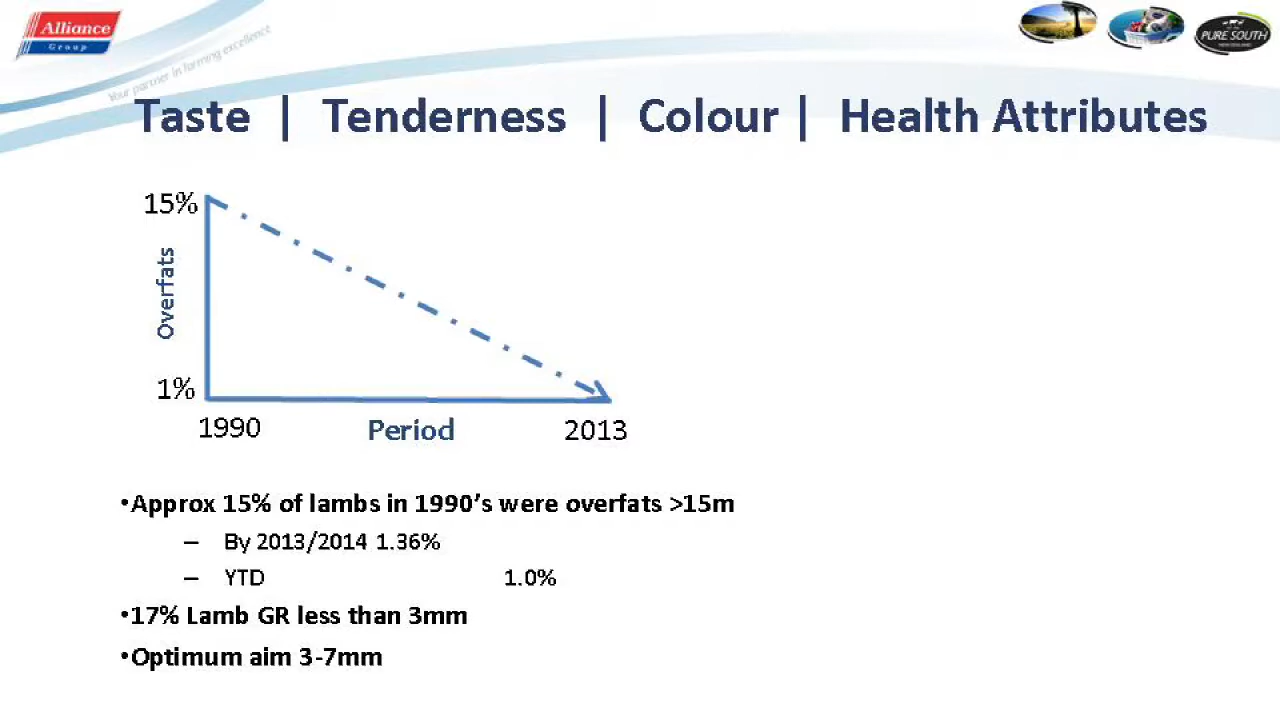 Alliance
Group
Your partner in farming excellence
PURE SOUTH
NEW ZEALAND
Taste | Tenderness | Colour | Health Attributes
15%
Overfats
1%
1990 Period 2013
•Approx 15% of lambs in 1990’s were overfats >15m
– By 2013/2014 1.36%
– YTD 1.0%
•17% Lamb GR less than 3mm
•Optimum aim 3-7mm